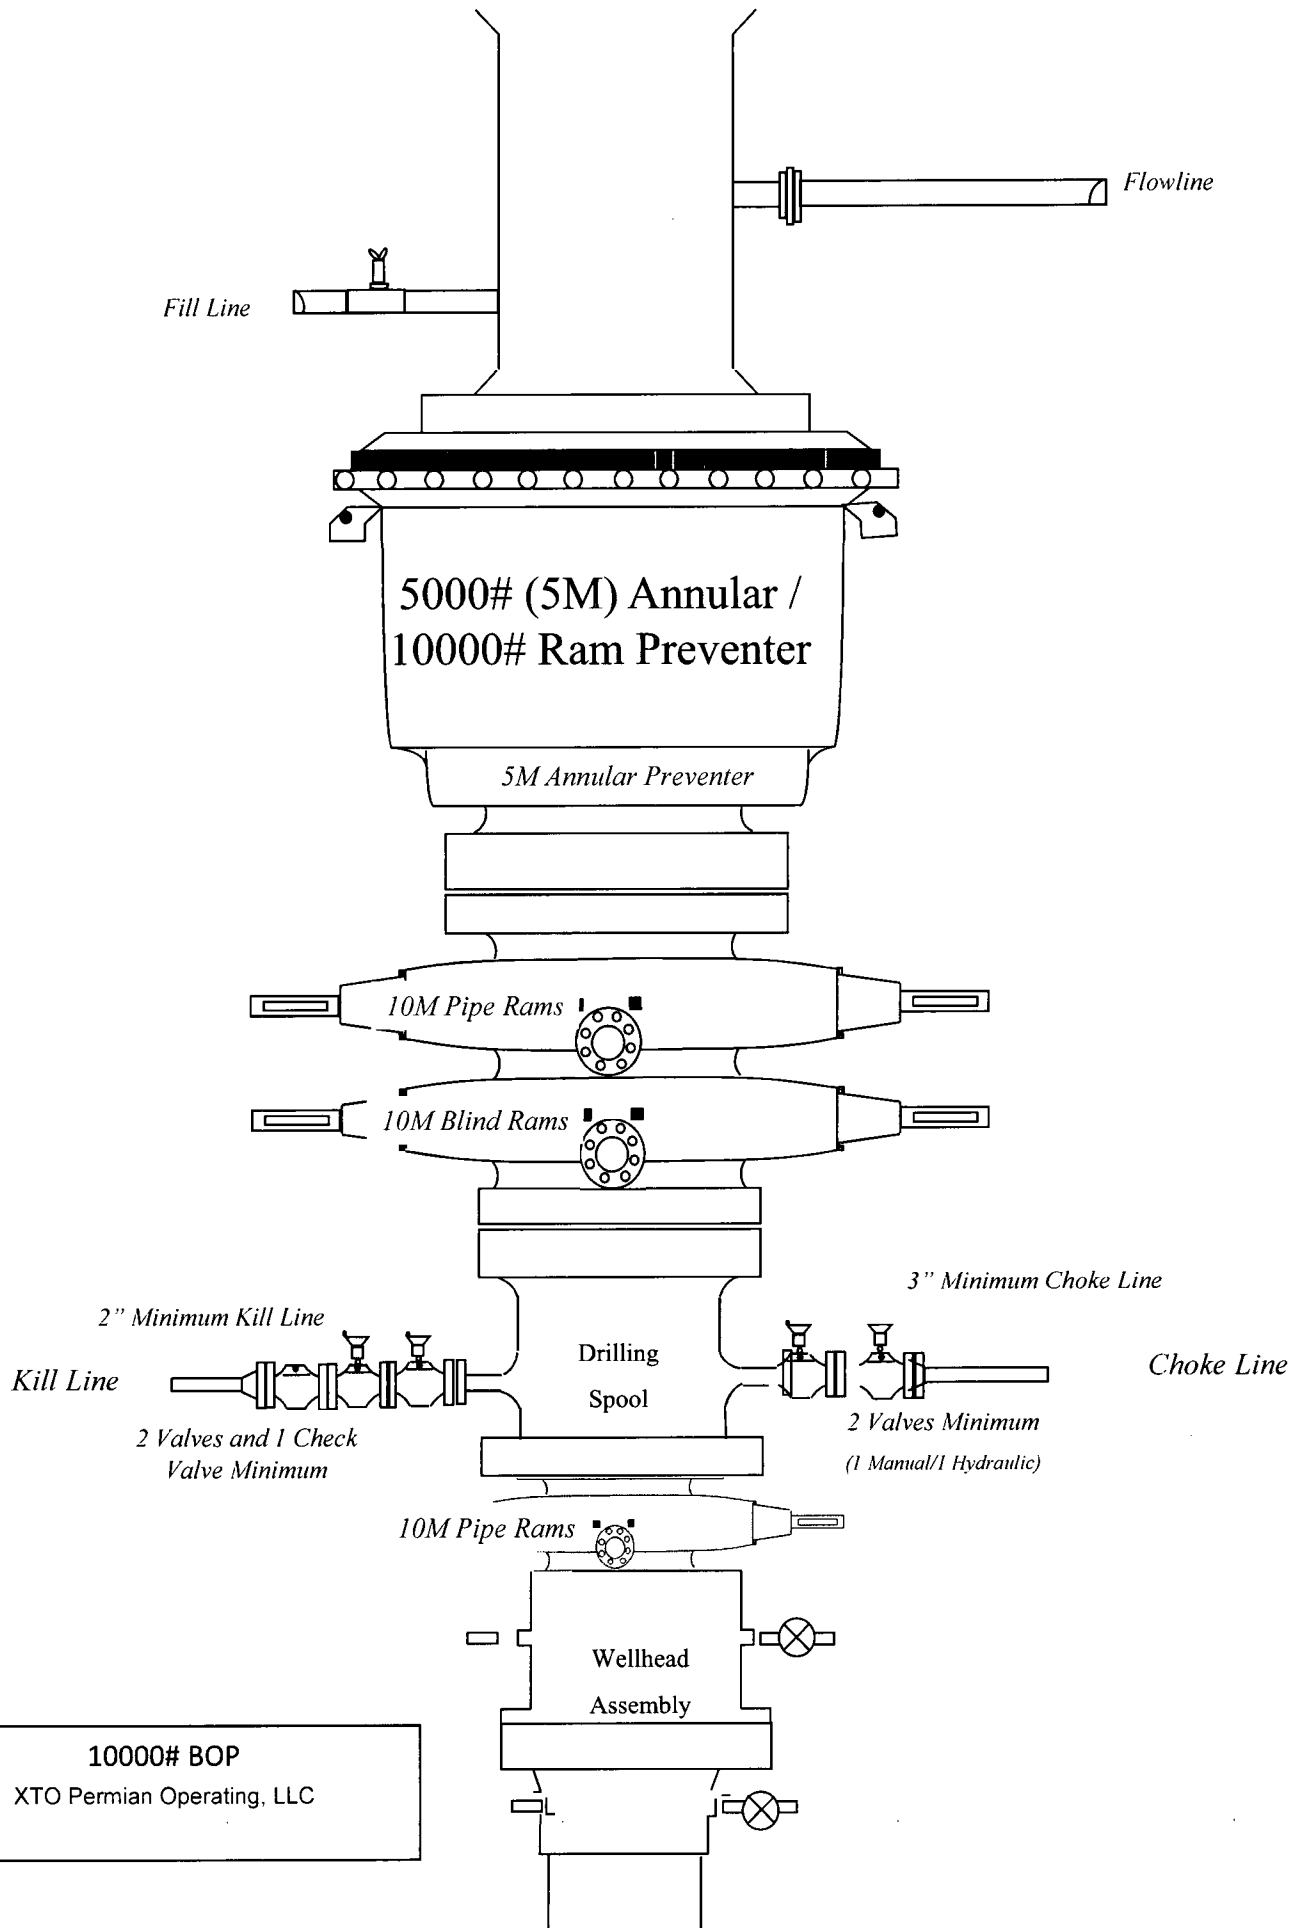 Flowline
Fill Line
5000# (5M) Annular /
10000# Ram Preventer
5M Annular Preventer
10M Pipe Rams
10M Blind Rams
3” Minimum Choke Line
2” Minimum Kill Line
Drilling
Spool
Kill Line
Choke Line
2 Valves Minimum
(1 Manual/1 Hydraulic)
2 Valves and 1 Check
Valve Minimum
10M Pipe Rams
Wellhead
Assembly
10000# BOP
XTO Permian Operating, LLC